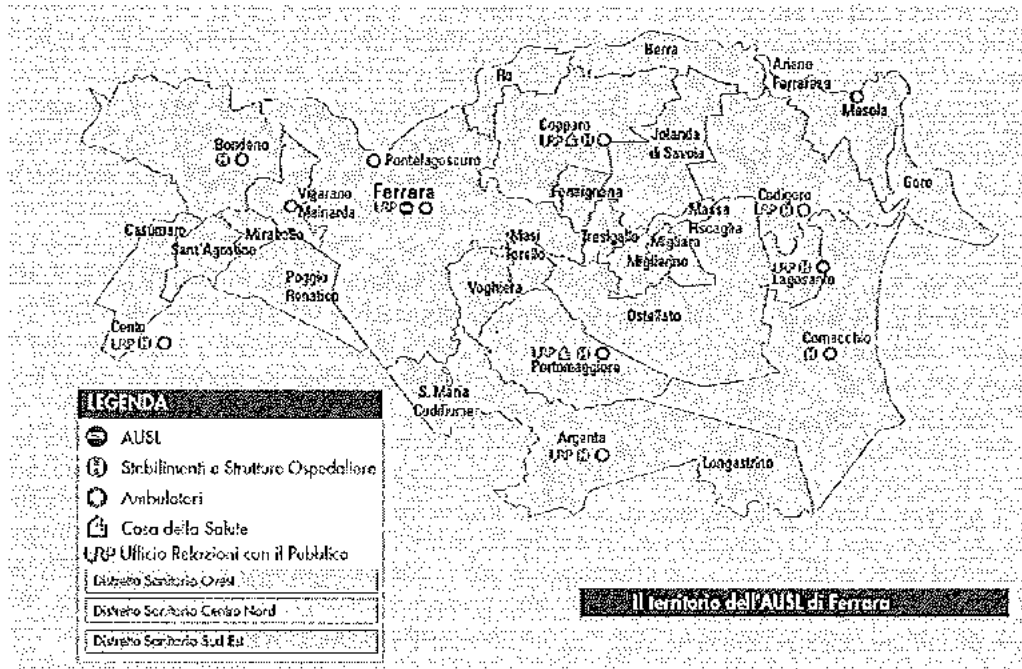 Berra
Ro
Ariano
Ferrarese
Mesola
Copparo
URP
Jolanda
di Savoia
Bondeno
Pontelagoscuro
Goro
Vigarano
Mainarda
Ferrara
URP
Formignana
Massa
Fiscaglia
Codigoro
URP
Casumaro
Sant'Agostino
Mirabello
Masi
Torello
Tresigallo
Migliaro
Migliarino
URP
Lagosanto
Poggio
Renatico
Voghiera
Ostellato
Cento
URP
Comacchio
URP
Portomaggiore
S. Maria
Codifiume
Argenta
URP
Longastrino
LEGENDA
AUSL
Stabilimenti e Strutture Ospedaliere
Ambulatori
Casa della Salute
URP Ufficio Relazioni con il Pubblico
Distretto Sanitario Ovest
Distretto Sanitario Centro Nord
Distretto Sanitario Sud Est
Il territorio dell'AUSL di Ferrara